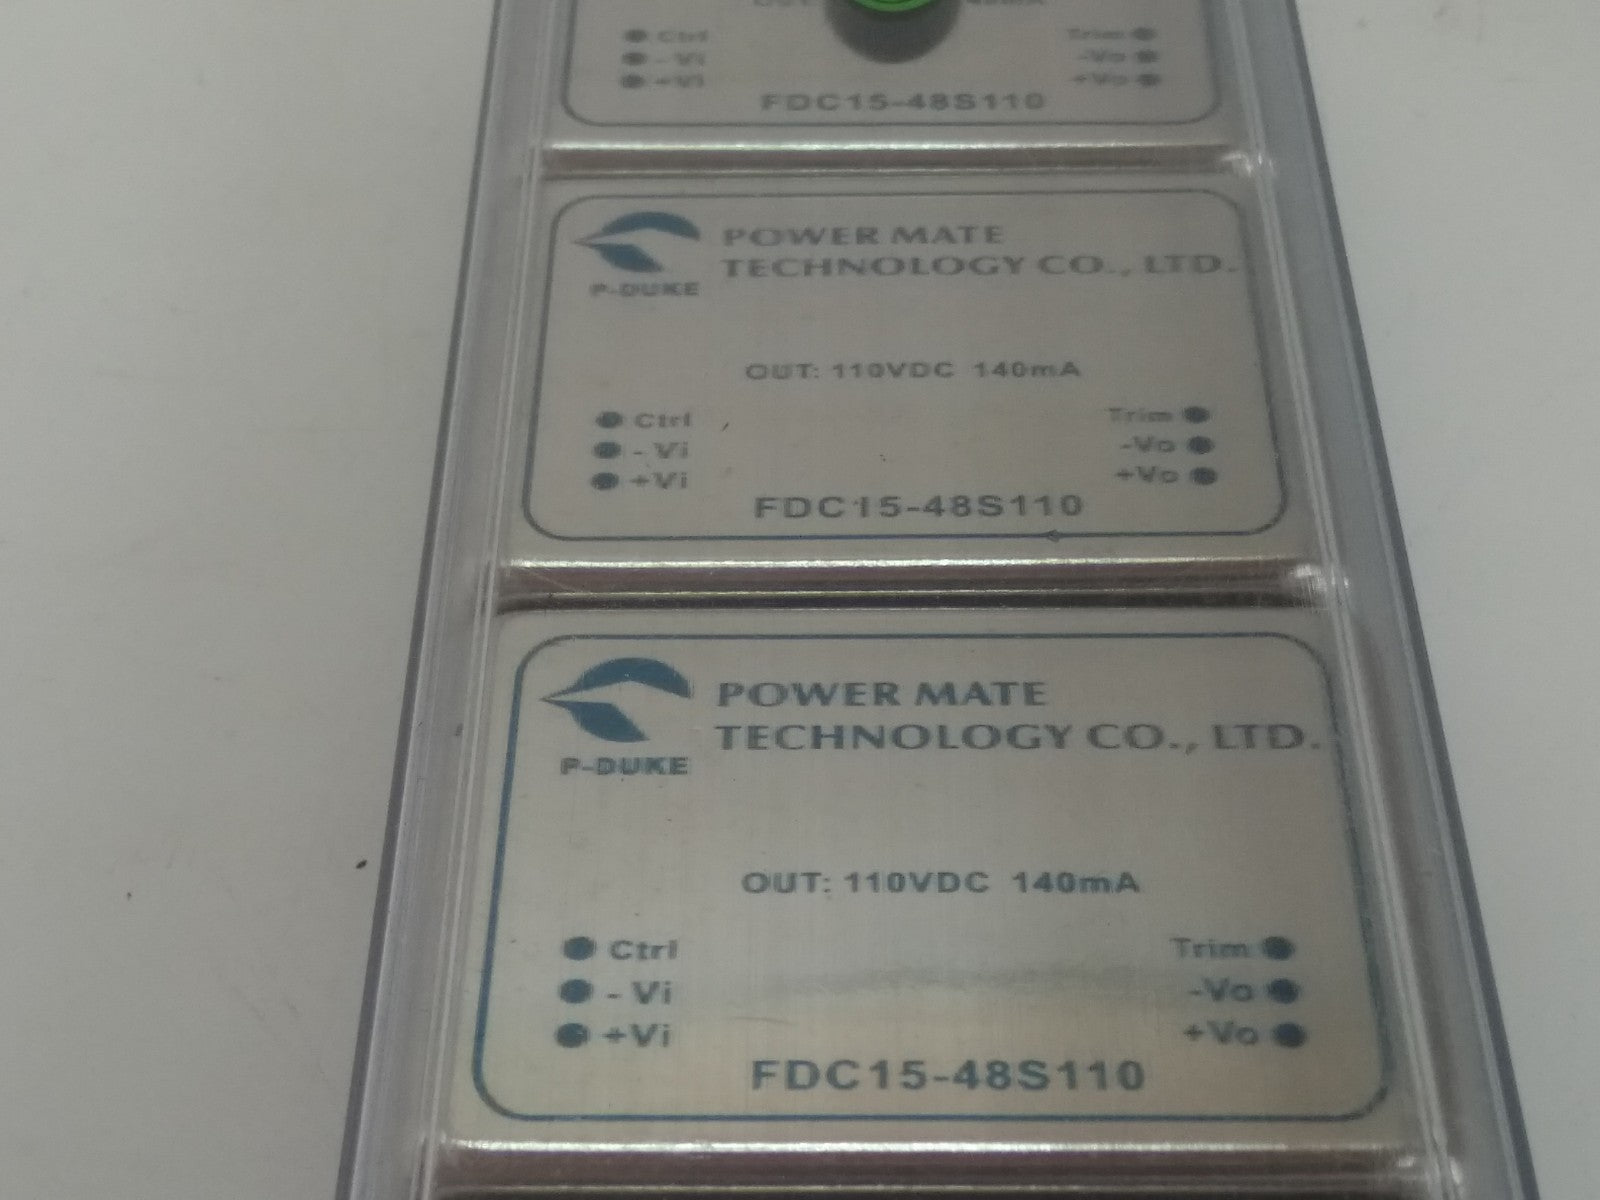 Ctrl Trim
- Vi -Vo
+Vi +Vo
FDC15-48S110
POWER MATE
TECHNOLOGY CO., LTD.
P-DUKE
OUT: 110VDC 140mA
Ctrl Trim
- Vi -Vo
+Vi +Vo
FDC15-48S110
POWER MATE
TECHNOLOGY CO., LTD.
P-DUKE
OUT: 110VDC 140mA
Ctrl Trim
- Vi -Vo
+Vi +Vo
FDC15-48S110